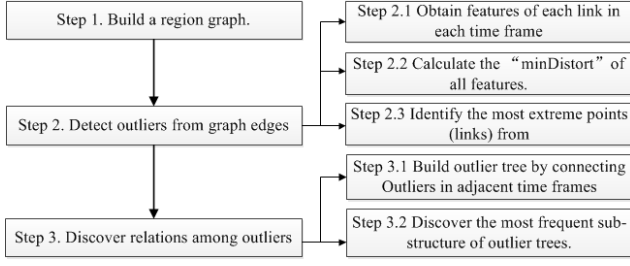 Step 1. Build a region graph.
Step 2.1 Obtain features of each link in
each time frame
Step 2.2 Calculate the “minDistort” of
all features.
Step 2. Detect outliers from graph edges
Step 2.3 Identify the most extreme points
(links) from
Step 3.1 Build outlier tree by connecting
Outliers in adjacent time frames
Step 3. Discover relations among outliers
Step 3.2 Discover the most frequent sub-
structure of outlier trees.